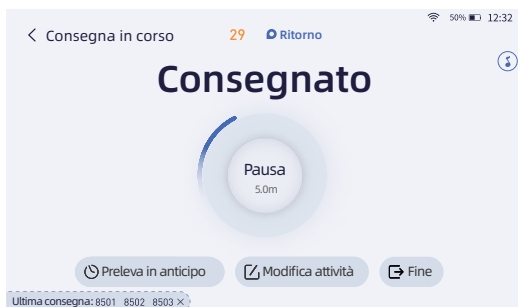 50% 12:32
Consegna in corso 29 Ritorno
Consegnato
Pausa
5.0m
Preleva in anticipo Modifica attività Fine
Ultima consegna: 8501 8502 8503 ×